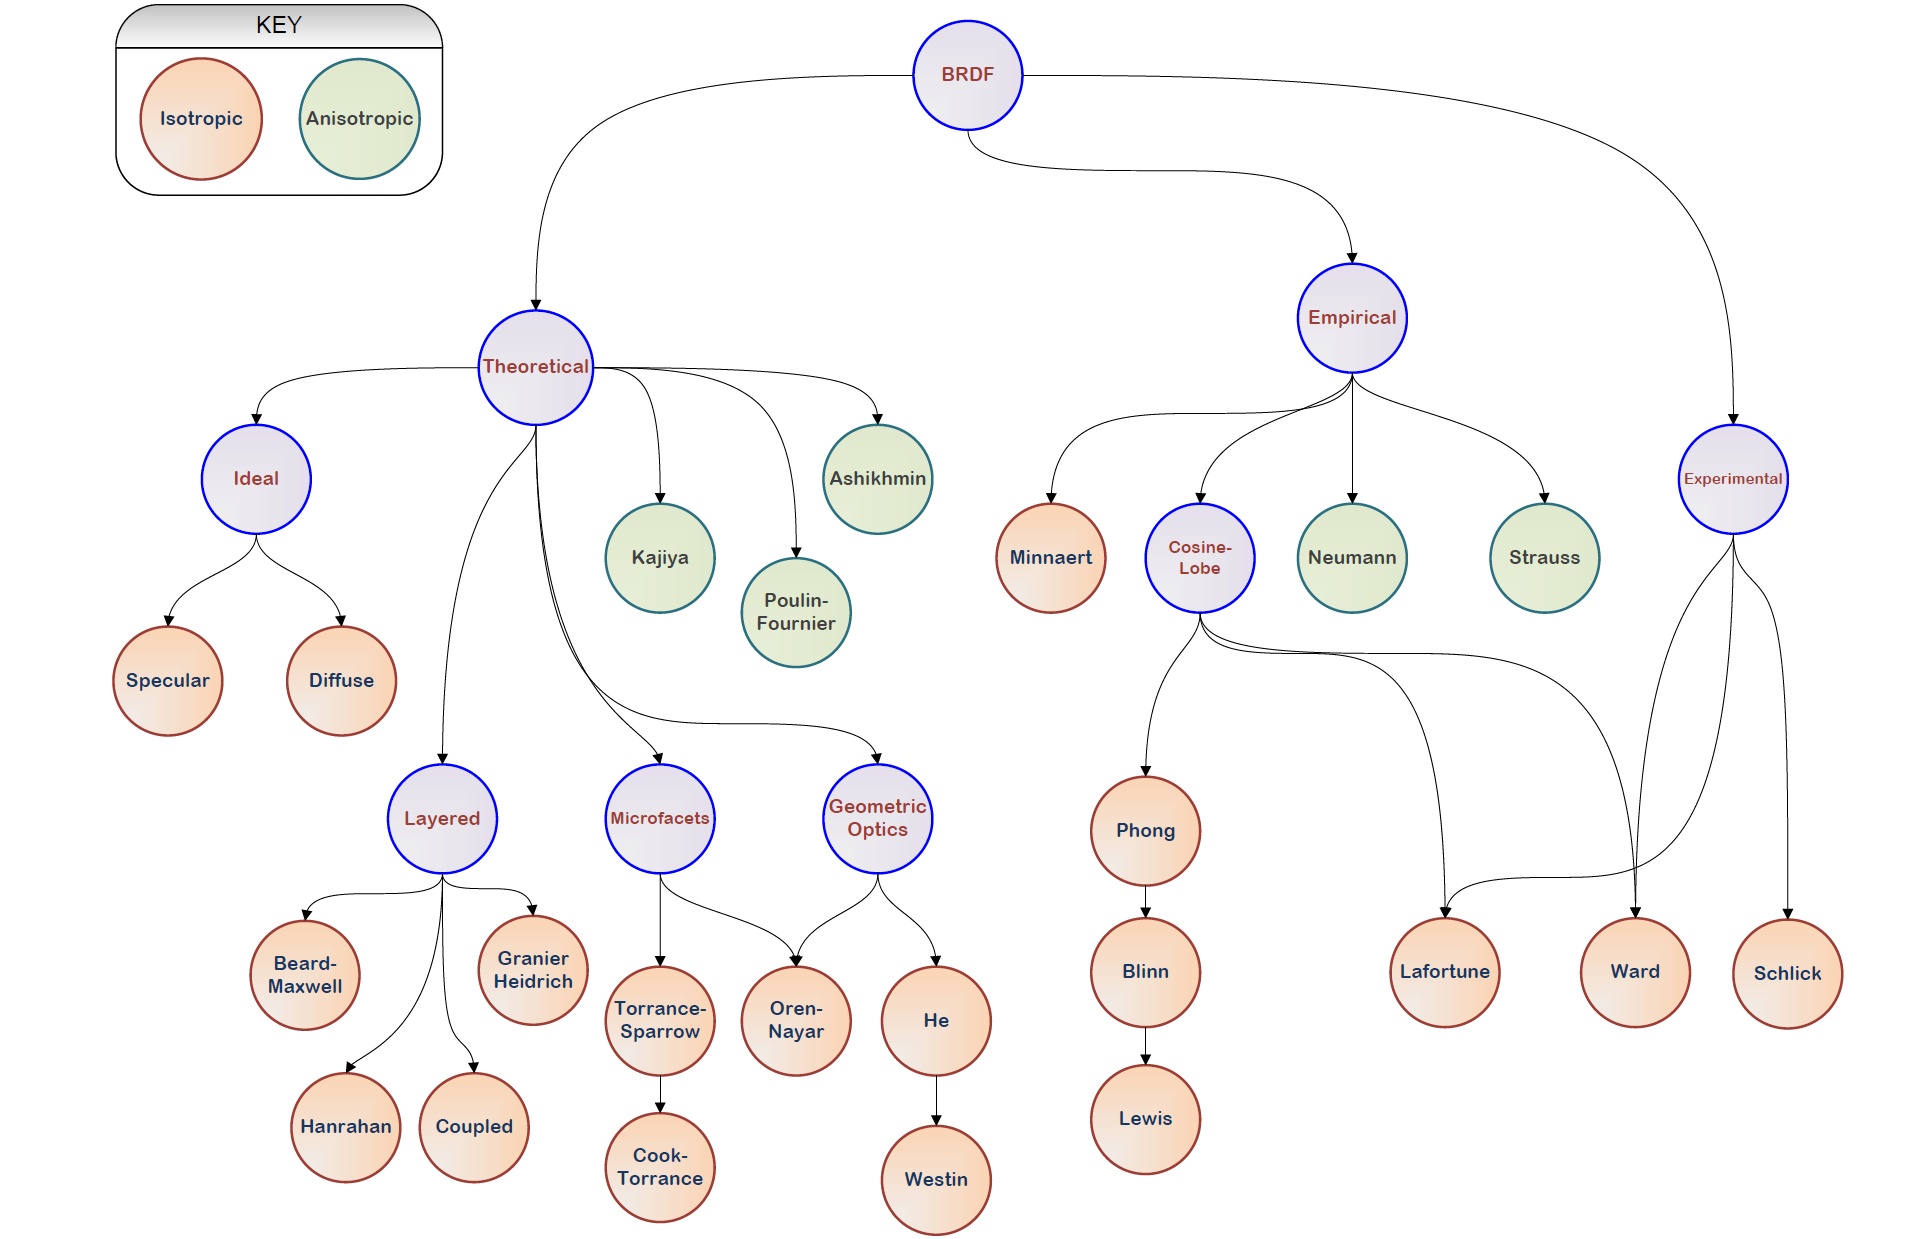 KEY
Isotropic
Anisotropic
BRDF
Theoretical
Empirical
Experimental
Ideal
Kajiya
Poulin-
Fournier
Ashikhmin
Minnaert
Cosine-
Lobe
Neumann
Strauss
Specular
Diffuse
Layered
Microfacets
Geometric
Optics
Phong
Beard-
Maxwell
Granier
Heidrich
Torrance-
Sparrow
Oren-
Nayar
He
Blinn
Lafortune
Ward
Schlick
Hanrahan
Coupled
Cook-
Torrance
Westin
Lewis